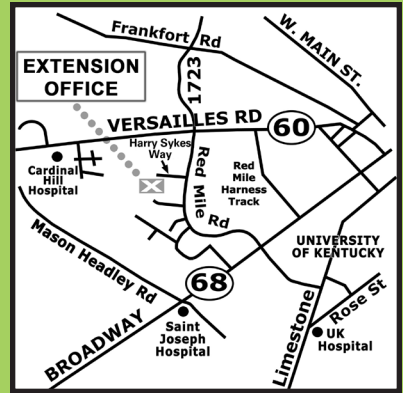 Frankfort Rd
W. MAIN ST.
EXTENSION
OFFICE
1723
VERSAILLES RD
60
Harry Sykes
Way
Cardinal
Hill
Hospital
Red Mile
Rd
Red
Mile
Harness
Track
Mason Headley Rd
UNIVERSITY
OF KENTUCKY
68
BROADWAY
Saint
Joseph
Hospital
Limestone
Rose St
UK
Hospital